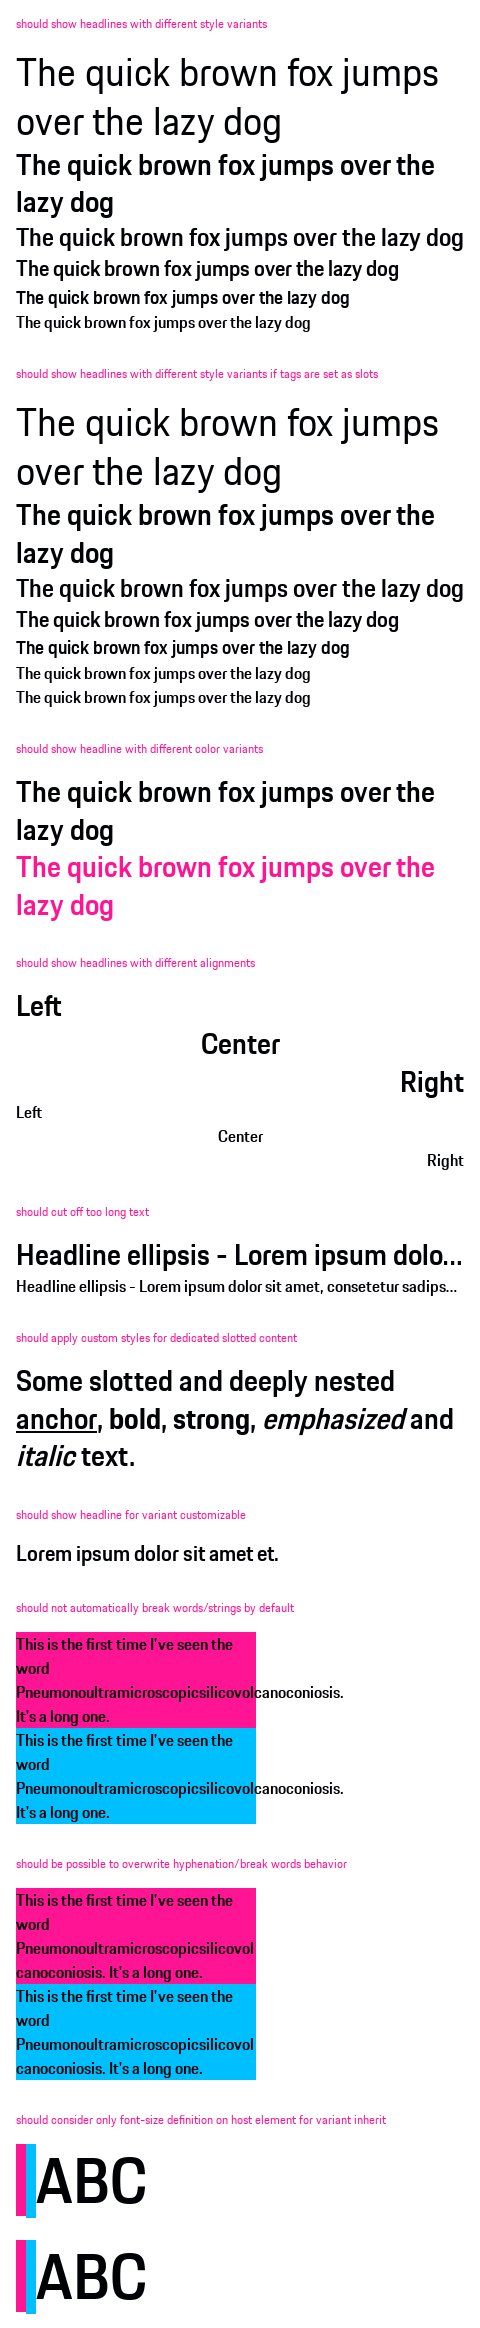 should show headlines with different style variants
The quick brown fox jumps
over the lazy dog
The quick brown fox jumps over the
lazy dog
The quick brown fox jumps over the lazy dog
The quick brown fox jumps over the lazy dog
The quick brown fox jumps over the lazy dog
The quick brown fox jumps over the lazy dog
should show headlines with different style variants if tags are set as slots
The quick brown fox jumps
over the lazy dog
The quick brown fox jumps over the
lazy dog
The quick brown fox jumps over the lazy dog
The quick brown fox jumps over the lazy dog
The quick brown fox jumps over the lazy dog
The quick brown fox jumps over the lazy dog
The quick brown fox jumps over the lazy dog
should show headline with different color variants
The quick brown fox jumps over the
lazy dog
The quick brown fox jumps over the
lazy dog
should show headlines with different alignments
Left
Center
Right
Left
Center
Right
should cut off too long text
Headline ellipsis - Lorem ipsum dolo...
Headline ellipsis - Lorem ipsum dolor sit amet, consetetur sadips...
should apply custom styles for dedicated slotted content
Some slotted and deeply nested
anchor, bold, strong, emphasized and
italic text.
should show headline for variant customizable
Lorem ipsum dolor sit amet et.
should not automatically break words/strings by default
This is the first time I've seen the
word
Pneumonoultramicroscopicsilicovolcanoconiosis.
It's a long one.
This is the first time I've seen the
word
Pneumonoultramicroscopicsilicovolcanoconiosis.
It's a long one.
should be possible to overwrite hyphenation/break words behavior
This is the first time I've seen the
word
Pneumonoultramicroscopicsilicovol
canoconiosis. It's a long one.
This is the first time I've seen the
word
Pneumonoultramicroscopicsilicovol
canoconiosis. It's a long one.
should consider only font-size definition on host element for variant inherit
ABC
ABC